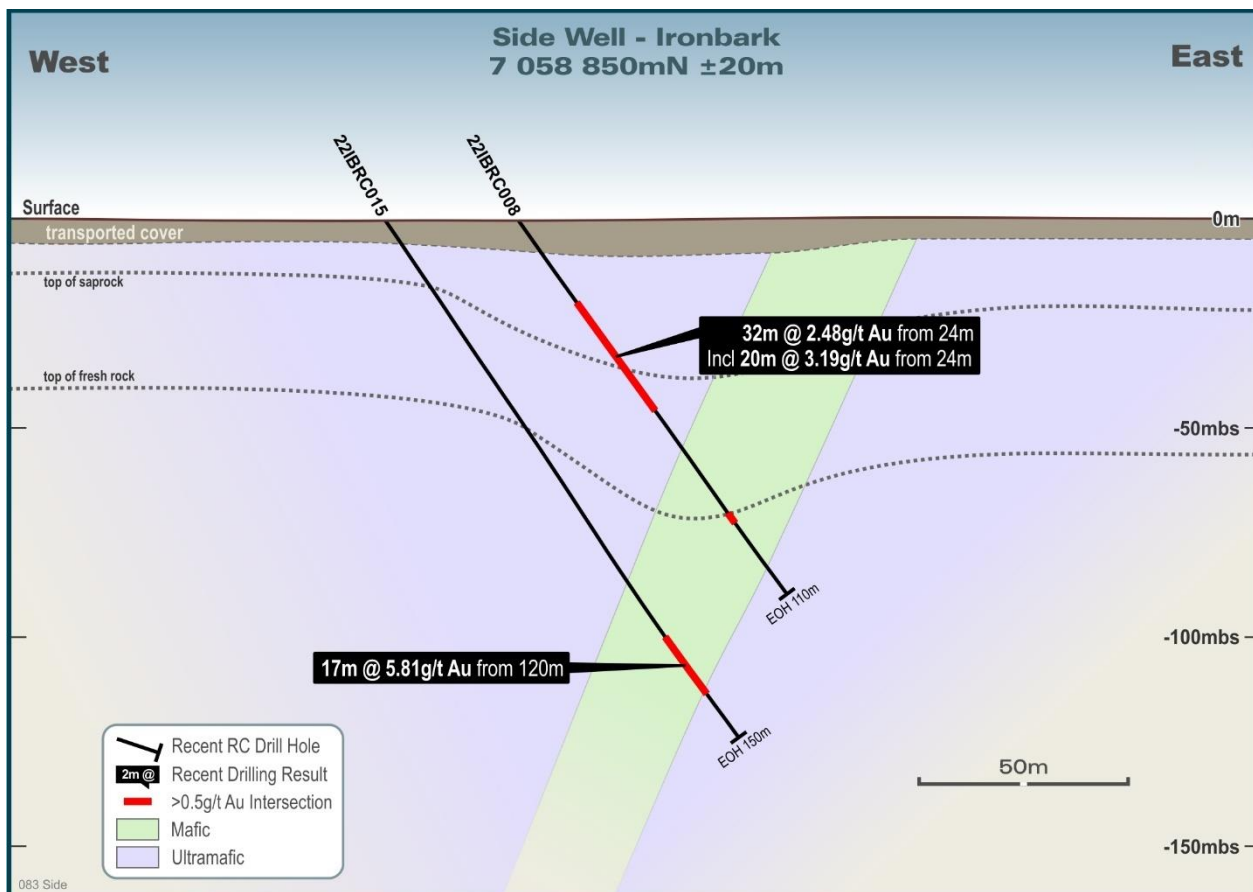 Side Well - Ironbark
7 058 850mN ±20m
West
East
22IBRC015
22IBRC008
Surface
0m
transported cover
top of saprock
32m @ 2.48g/t Au from 24m
Incl 20m @ 3.19g/t Au from 24m
top of fresh rock
-50mbs
EOH 110m
-100mbs
17m @ 5.81g/t Au from 120m
EOH 150m
Recent RC Drill Hole
2m @
Recent Drilling Result
>0.5g/t Au Intersection
Mafic
Ultramafic
50m
-150mbs
083 Side